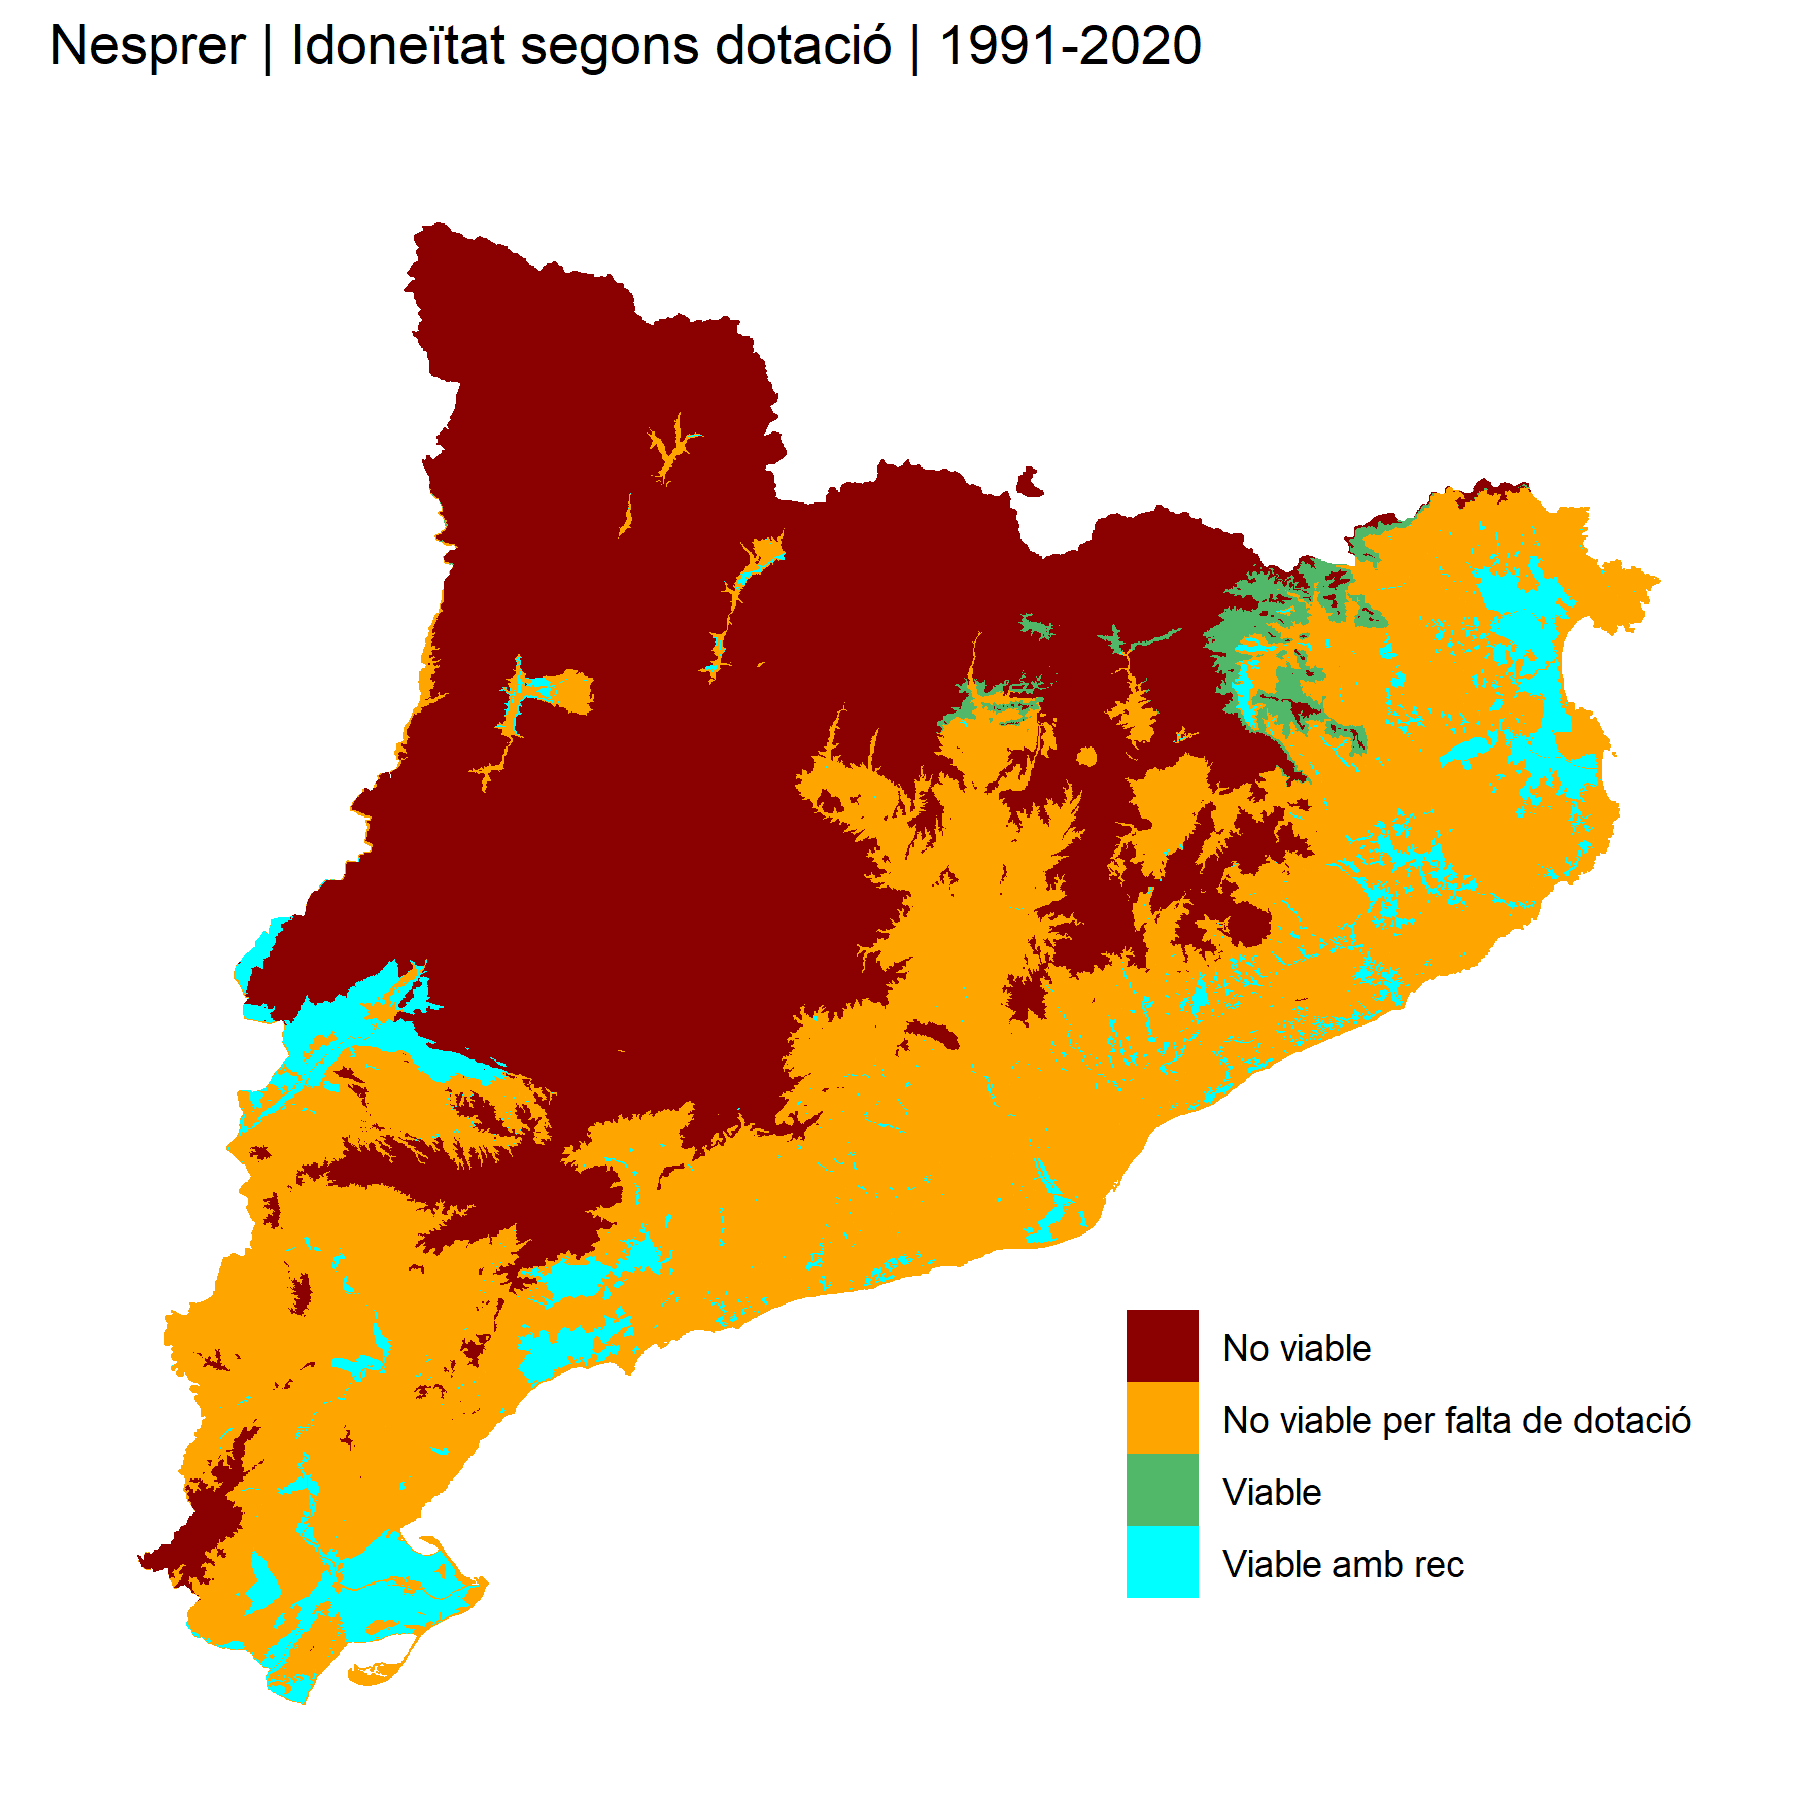 Nesprer | Idoneïtat segons dotació | 1991-2020
No viable
No viable per falta de dotació
Viable
Viable amb rec